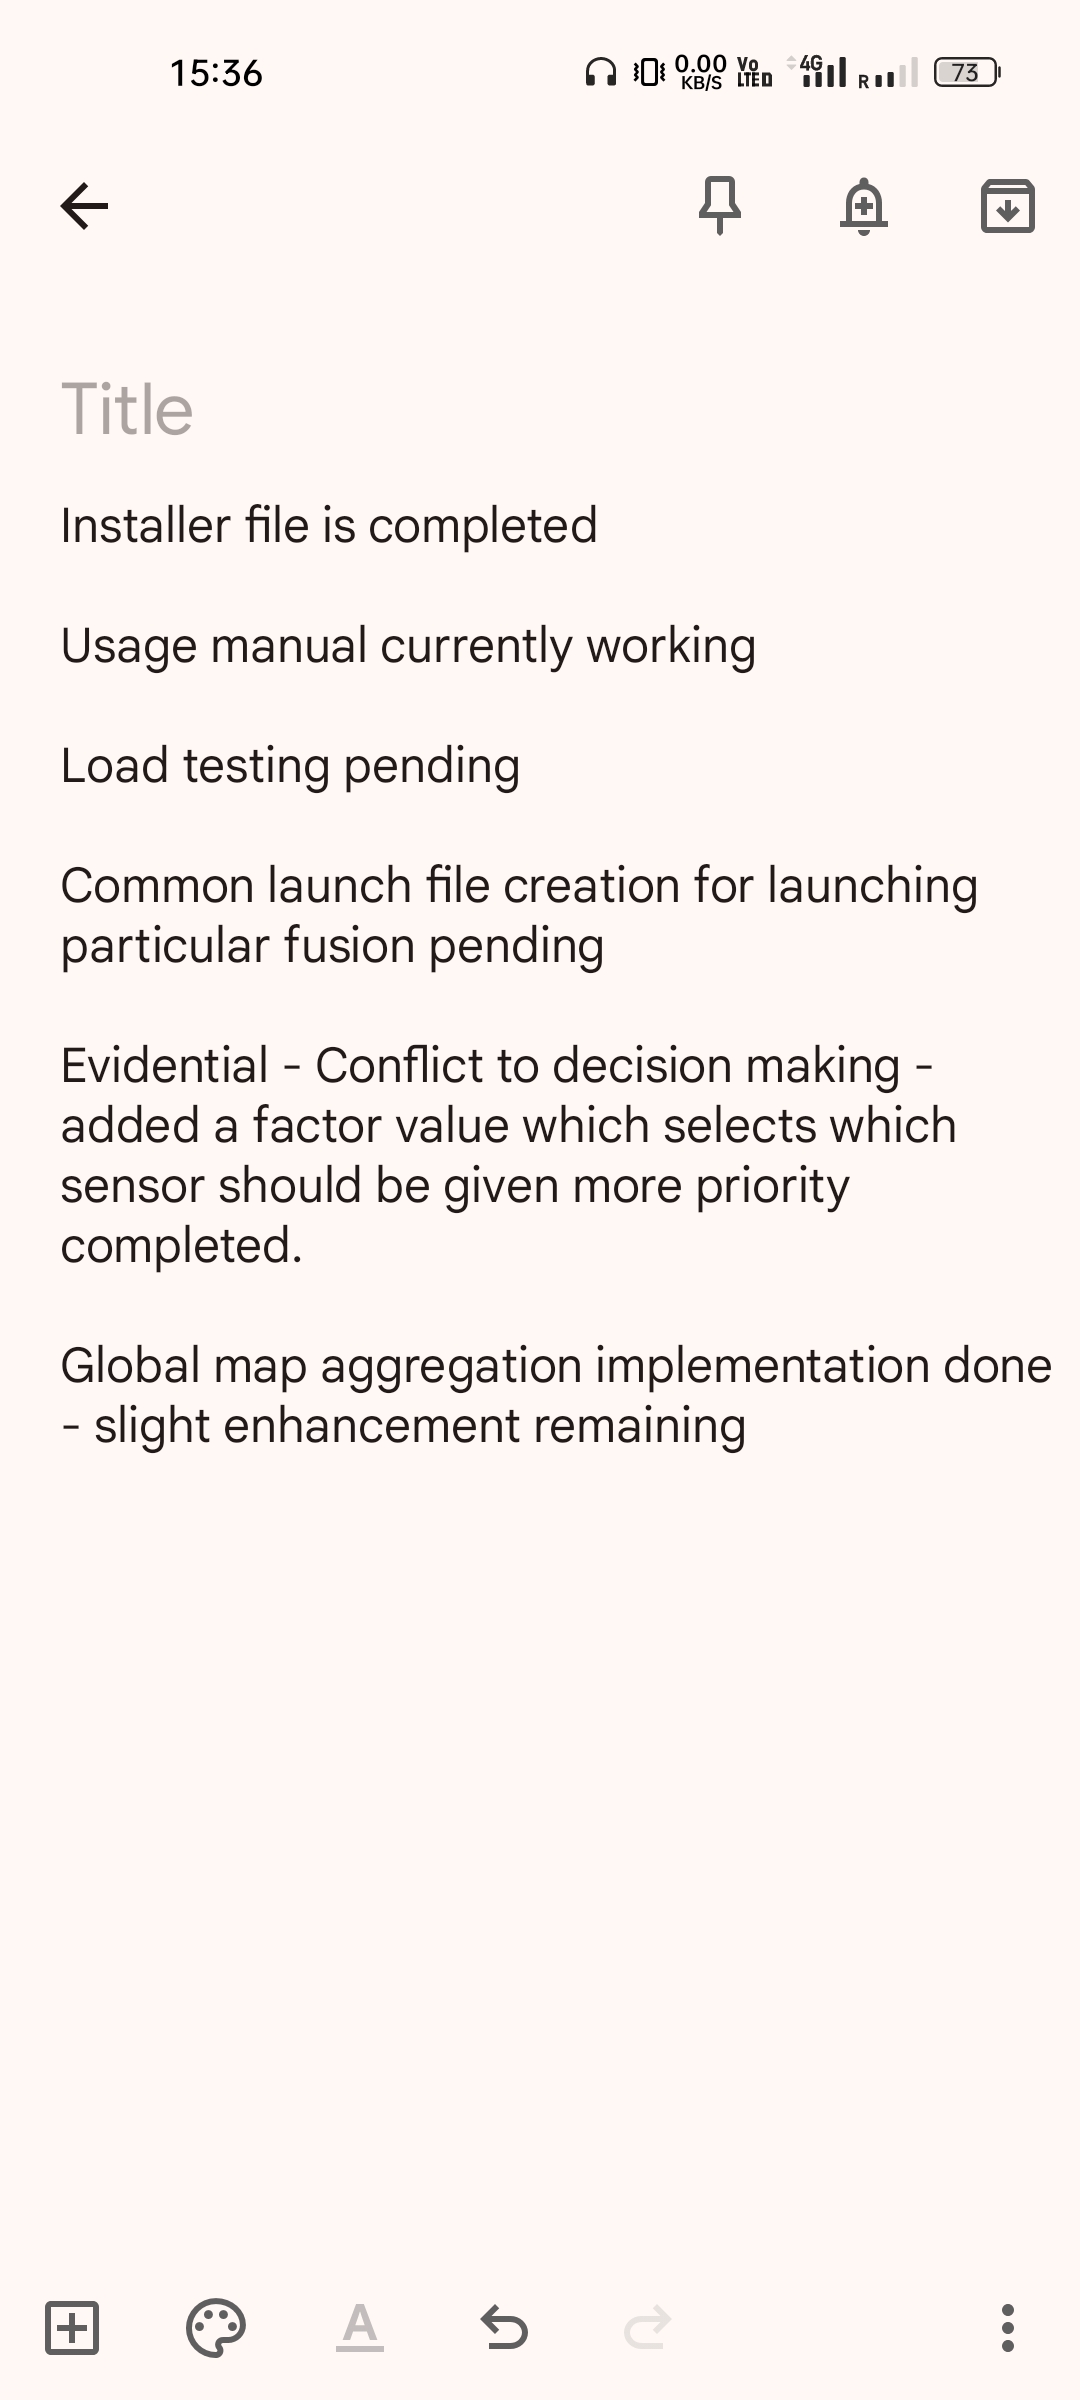 15:36
0.00
KB/S
Vo
LTED
4G
R
73
Title
Installer file is completed
Usage manual currently working
Load testing pending
Common launch file creation for launching
particular fusion pending
Evidential - Conflict to decision making -
added a factor value which selects which
sensor should be given more priority
completed.
Global map aggregation implementation done
- slight enhancement remaining
A